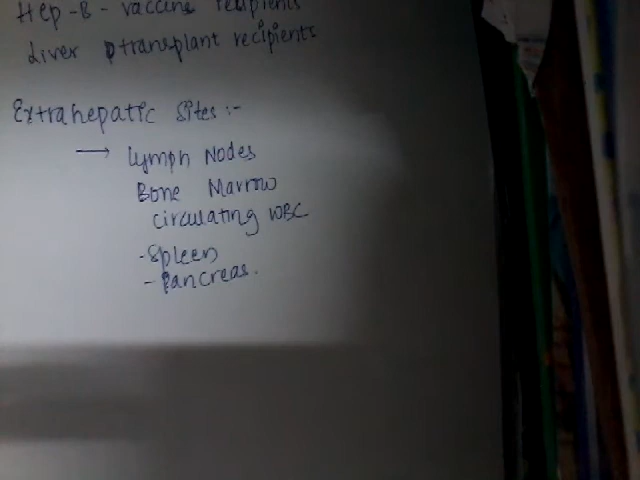 Hep-B- vaccine recipients
Liver transplant recipients
Extrahepatic Sites:-
→ Lymph Nodes
Bone Marrow
circulating WBC
-Spleen
- Pancreas.